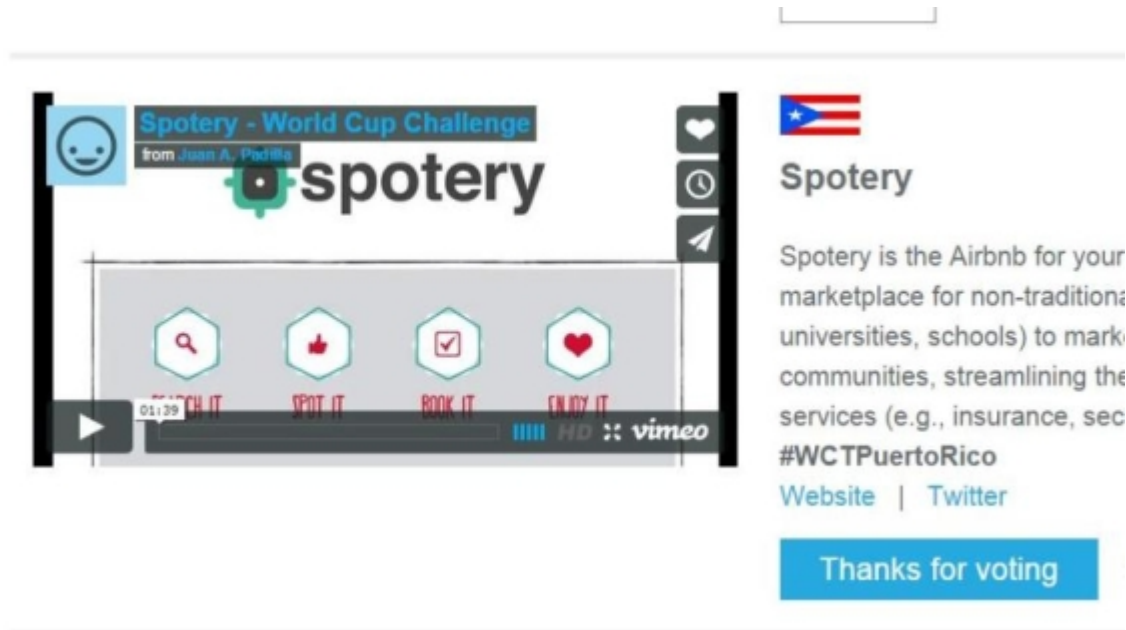 Spotery - World Cup Challenge
from Juan A. Padilla
spotery
SPOT IT
BOOK IT
ENJOY IT
01:39
HD
vimeo
Spotery
Spotery is the Airbnb for your
marketplace for non-traditiona
universities, schools) to mark
communities, streamlining the
services (e.g., insurance, sec
#WCTPuertoRico
Website | Twitter
Thanks for voting